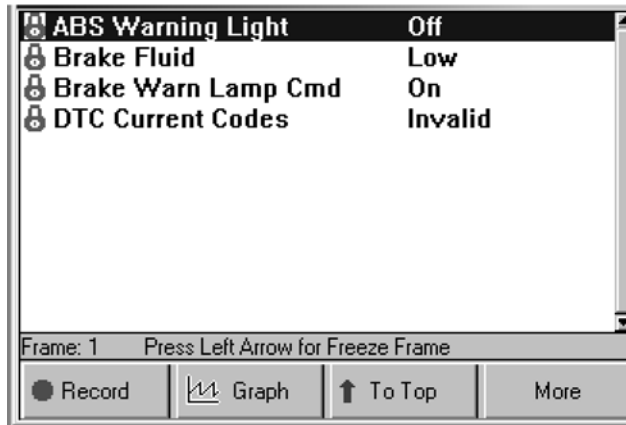 ABS Warning Light Off
Brake Fluid Low
Brake Warn Lamp Cmd On
DTC Current Codes Invalid
Frame: 1 Press Left Arrow for Freeze Frame
Record Graph To Top More